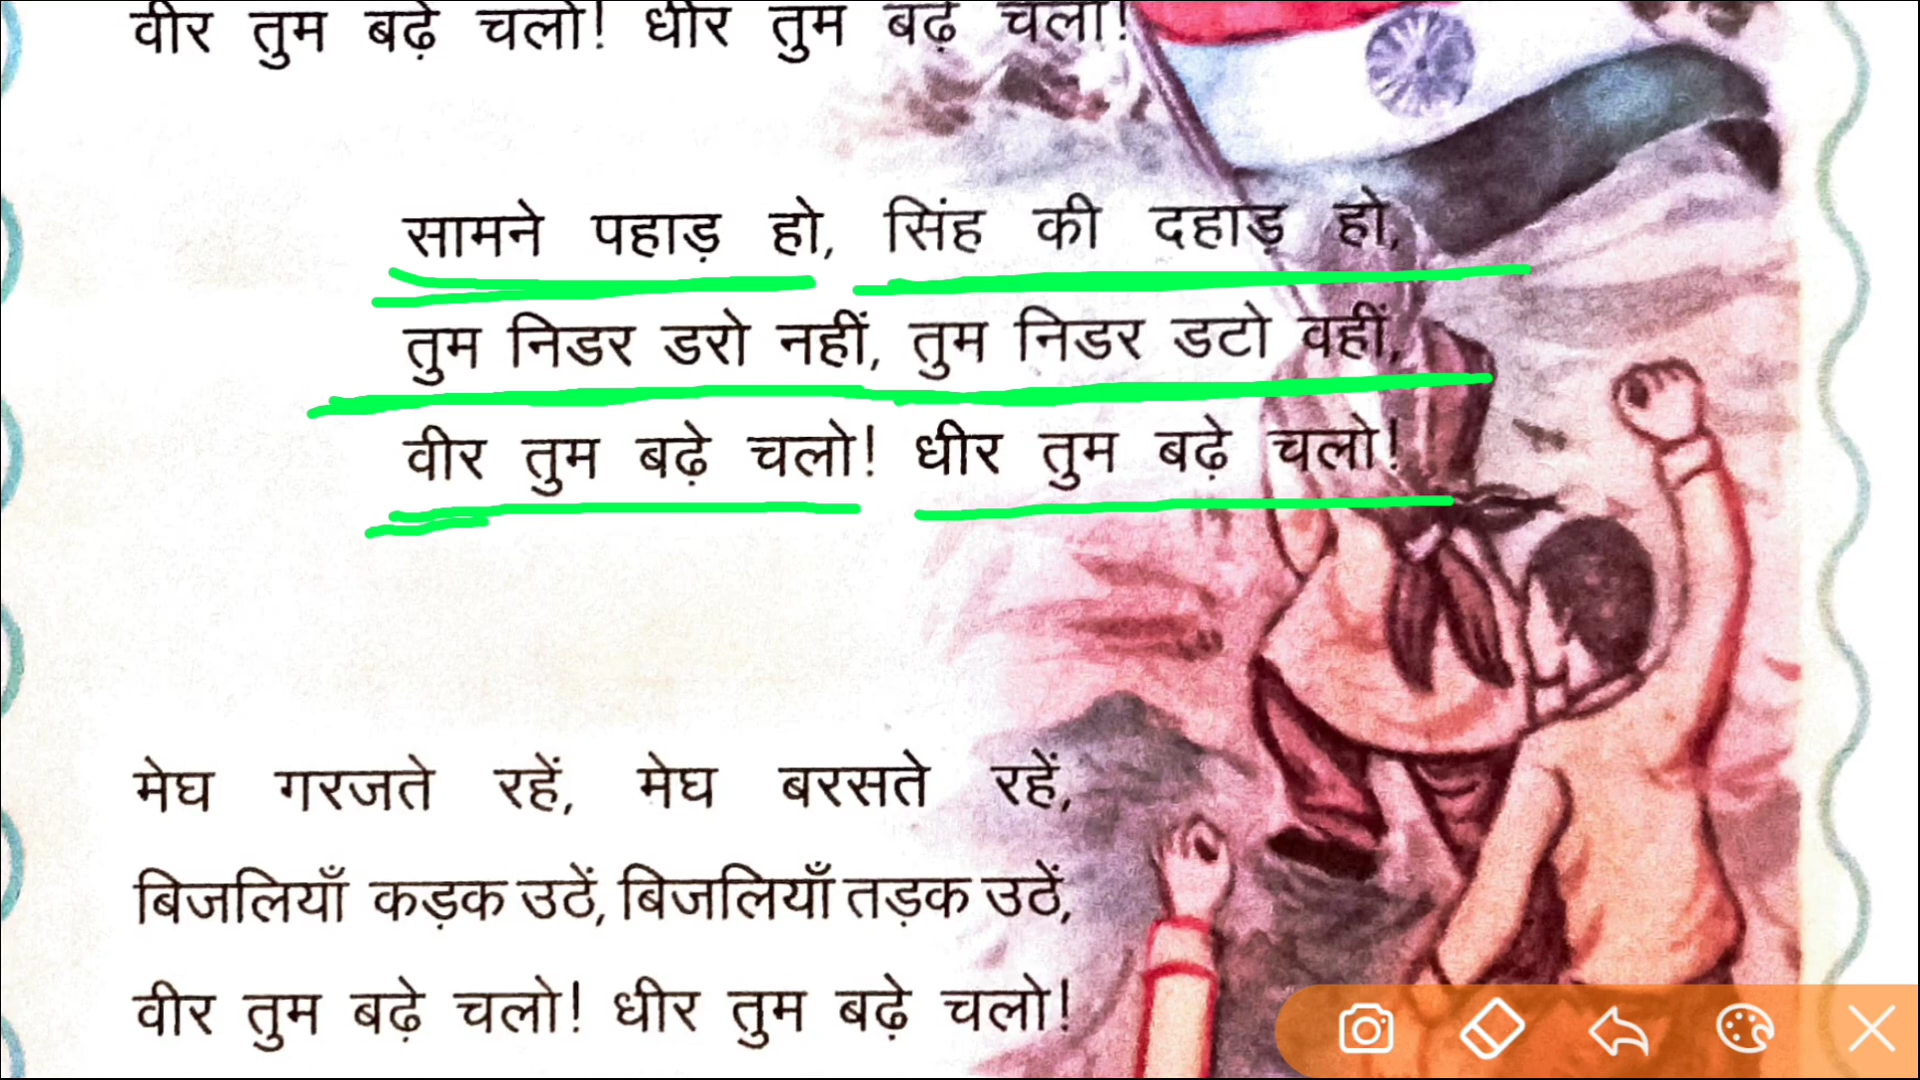 वीर तुम बढ़े चलो! धीर तुम बढ़े चलो!
सामने पहाड़ हो, सिंह की दहाड़ हो,
तुम निडर डरो नहीं, तुम निडर डटो वहीं,
वीर तुम बढ़े चलो! धीर तुम बढ़े चलो!
मेघ गरजते रहें, मेघ बरसते रहें,
बिजलियाँ कड़क उठें, बिजलियाँ तड़क उठें,
वीर तुम बढ़े चलो! धीर तुम बढ़े चलो!